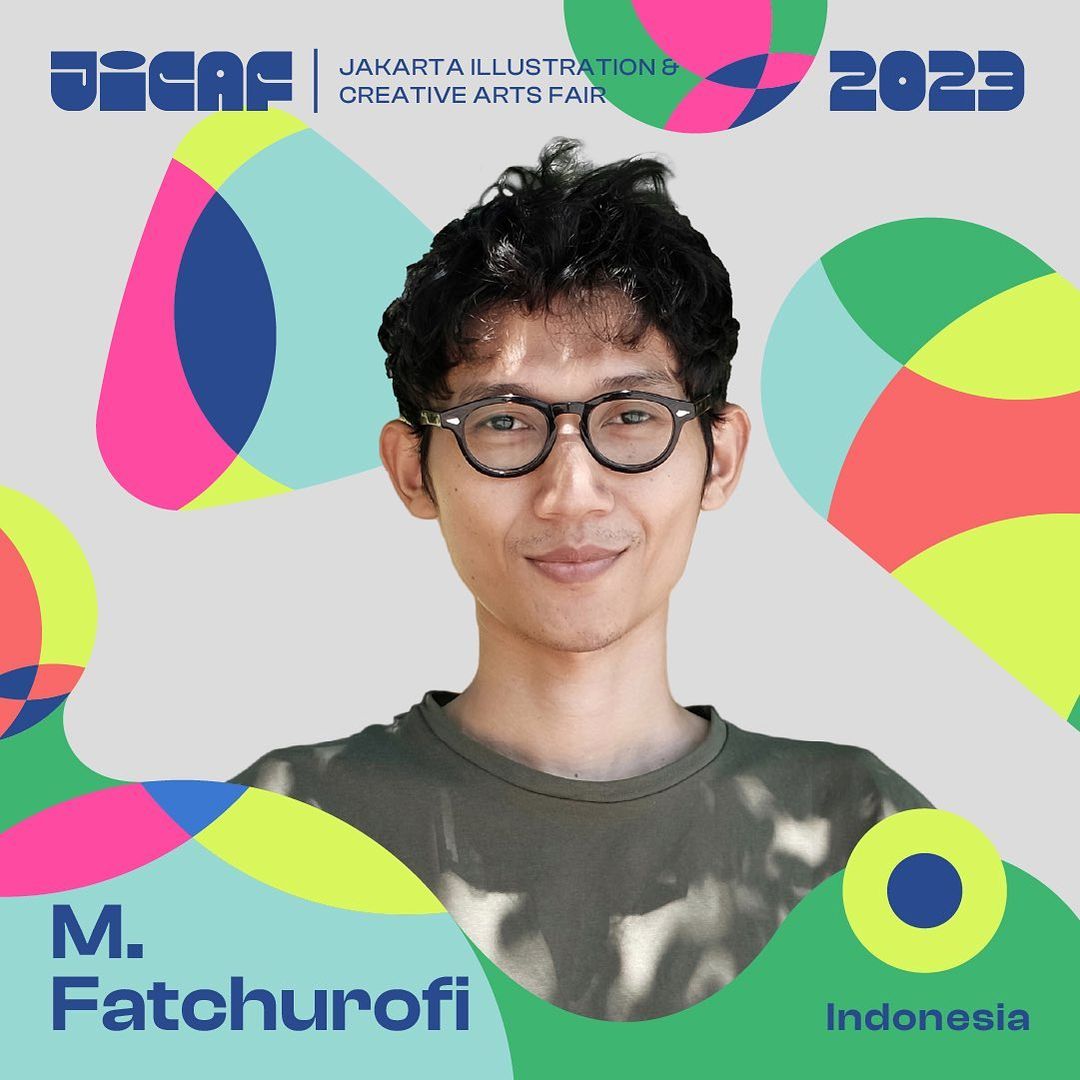 JiCAF
JAKARTA ILLUSTRATION &
CREATIVE ARTS FAIR
2023
M.
Fatchurofi
Indonesia